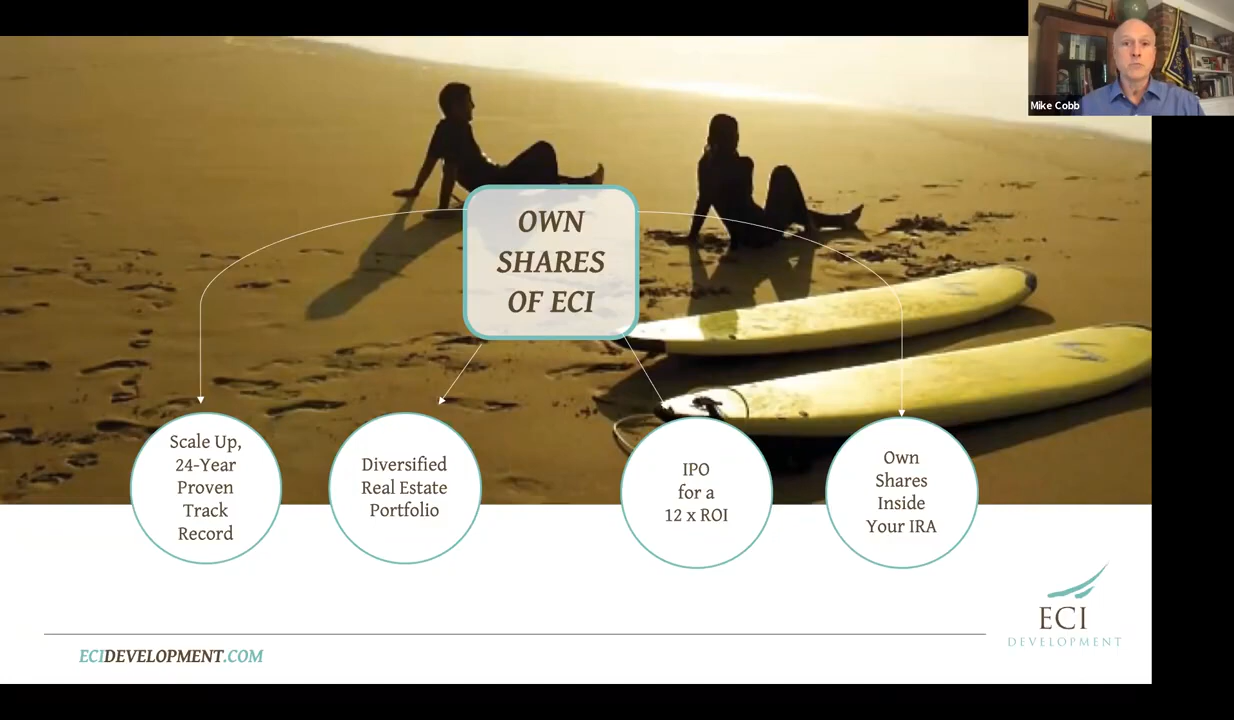 Mike Cobb
OWN
SHARES
OF ECI
Scale Up,
24-Year
Proven
Track
Record
Diversified
Real Estate
Portfolio
IPO
for a
12 x ROI
Own
Shares
Inside
Your IRA
ECI
DEVELOPMENT
ECIDEVELOPMENT.COM